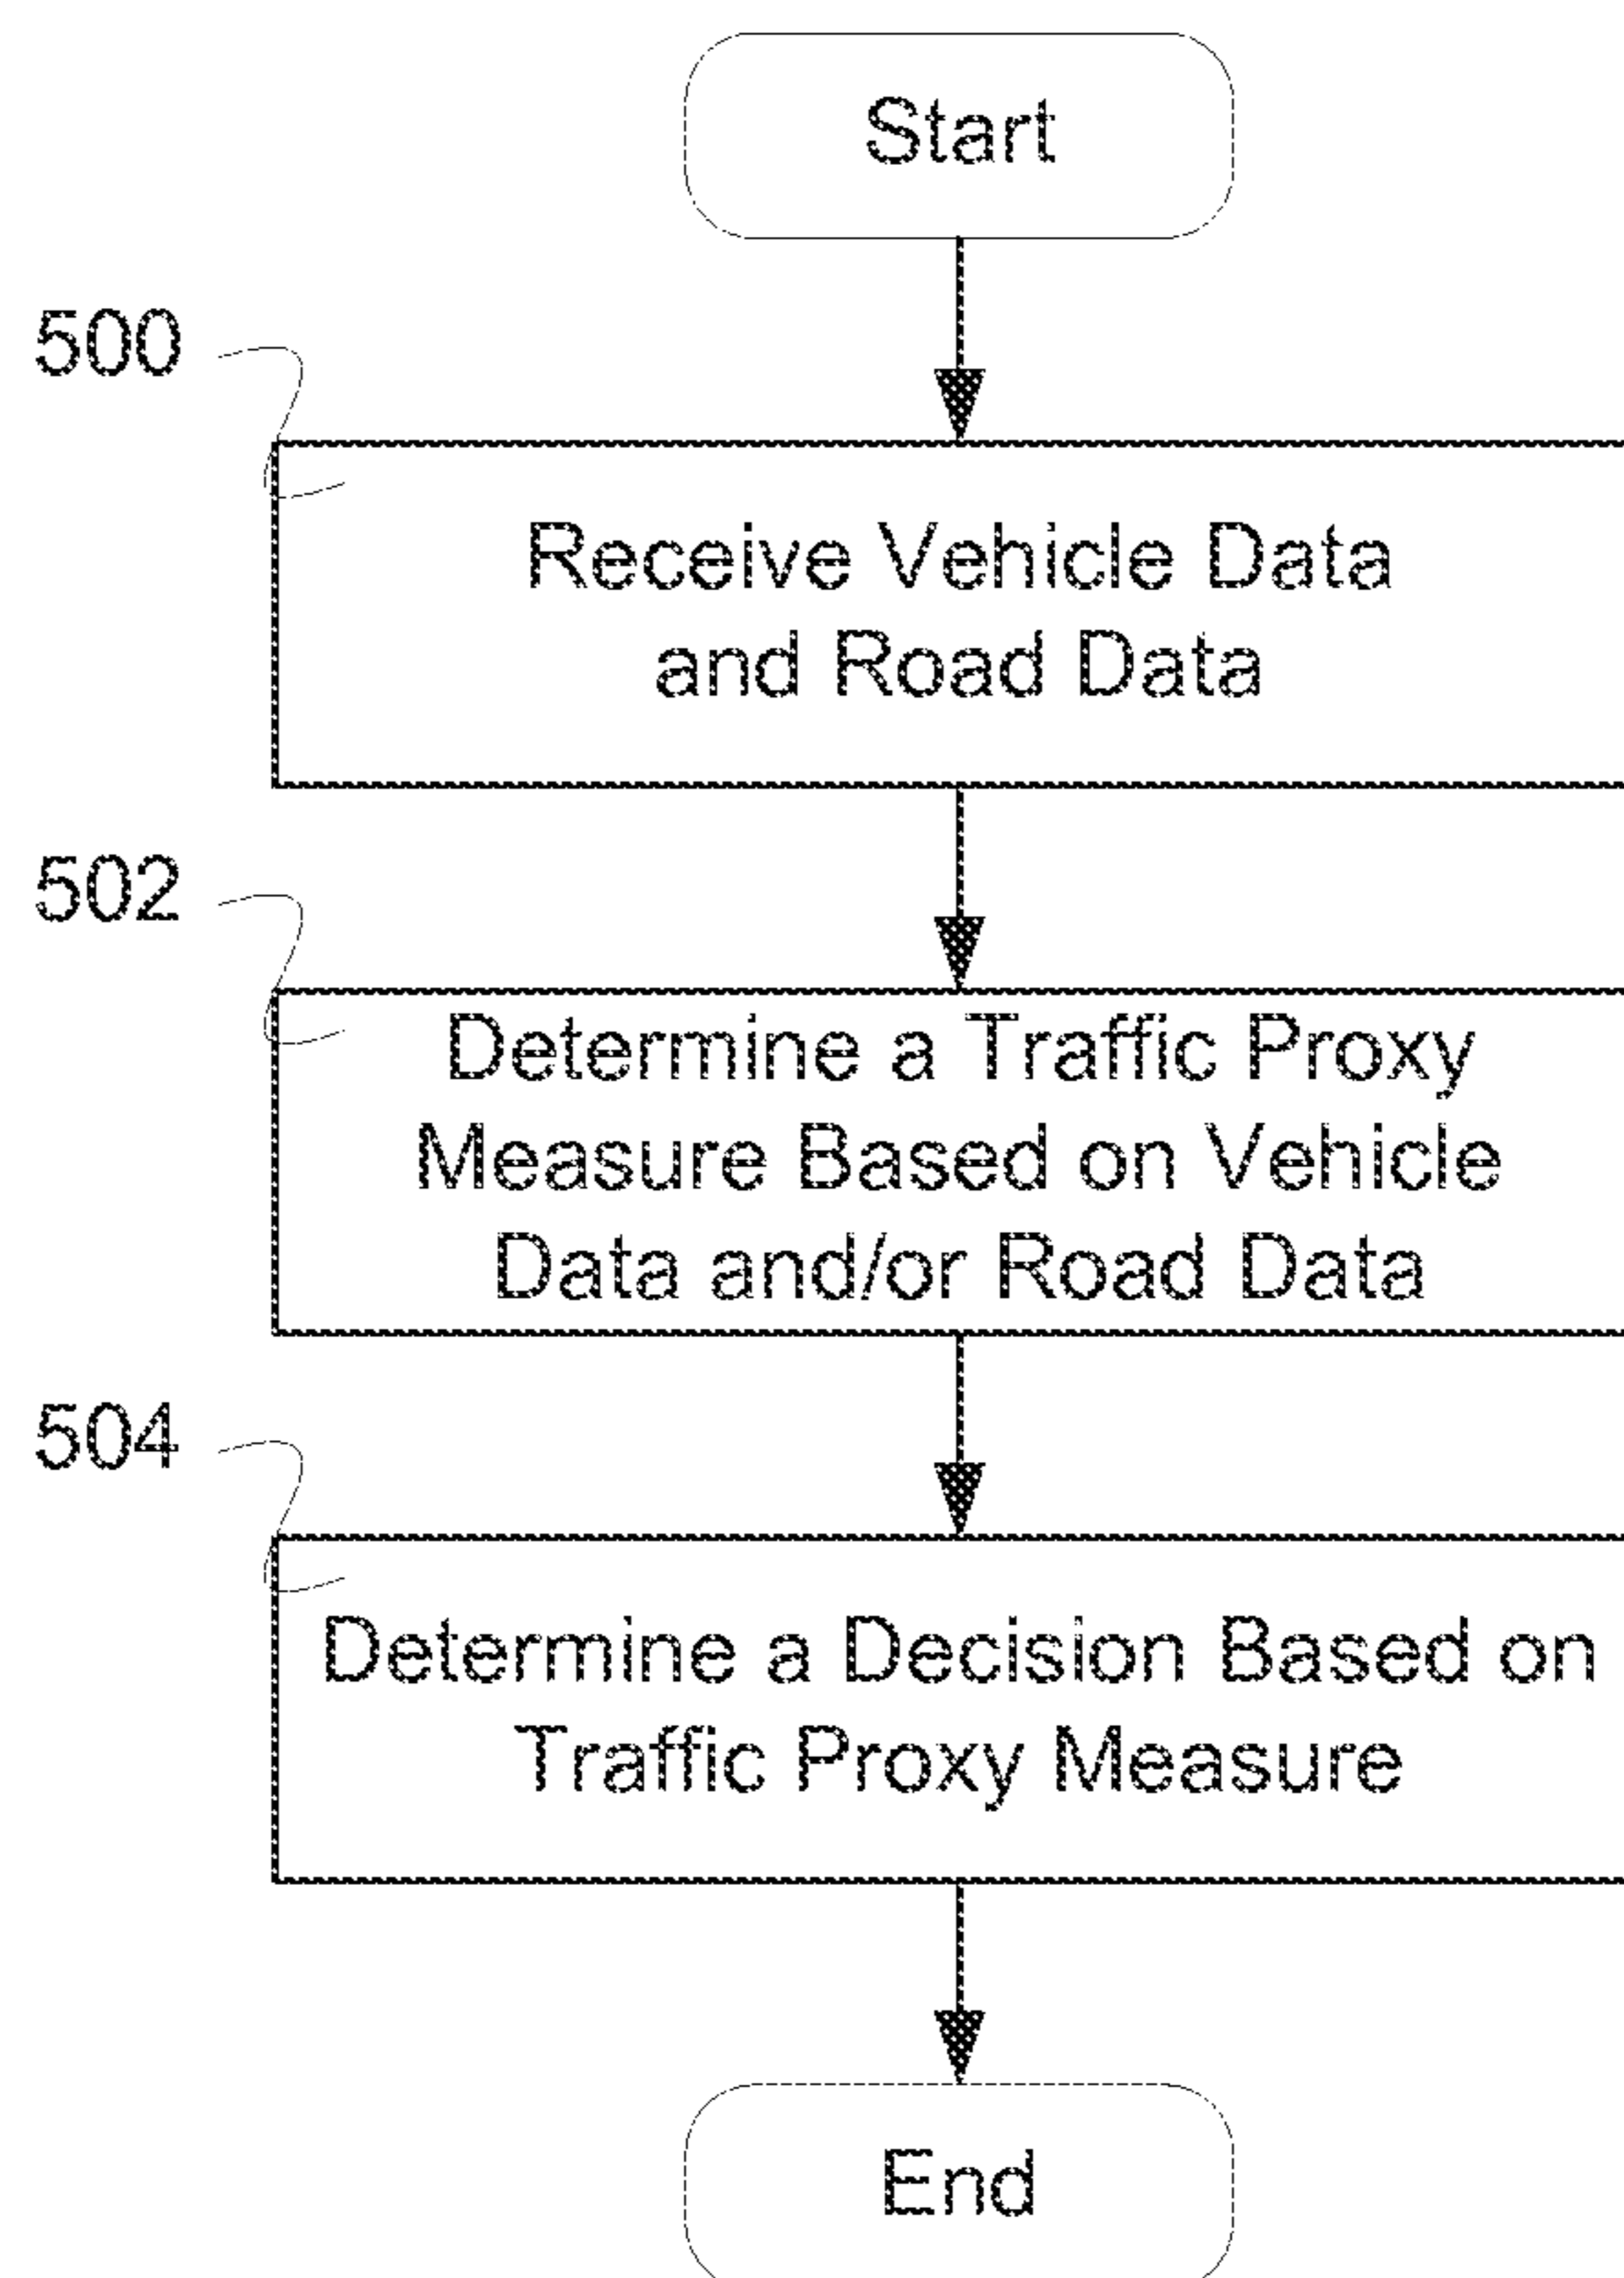 Start
500
Receive Vehicle Data
and Road Data
502
Determine a Traffic Proxy
Measure Based on Vehicle
Data and/or Road Data
504
Determine a Decision Based on
Traffic Proxy Measure
End